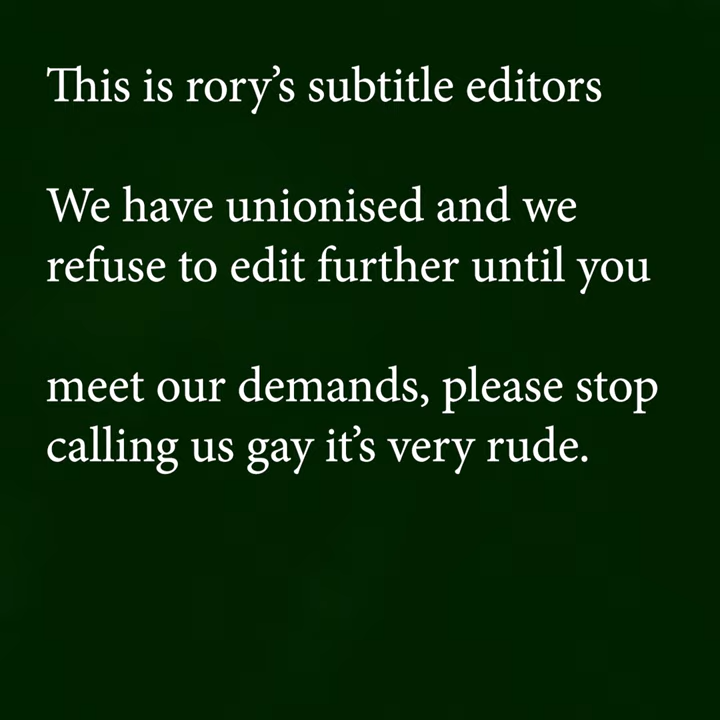 This is rory’s subtitle editors
We have unionised and we
refuse to edit further until you
meet our demands, please stop
calling us gay it’s very rude.